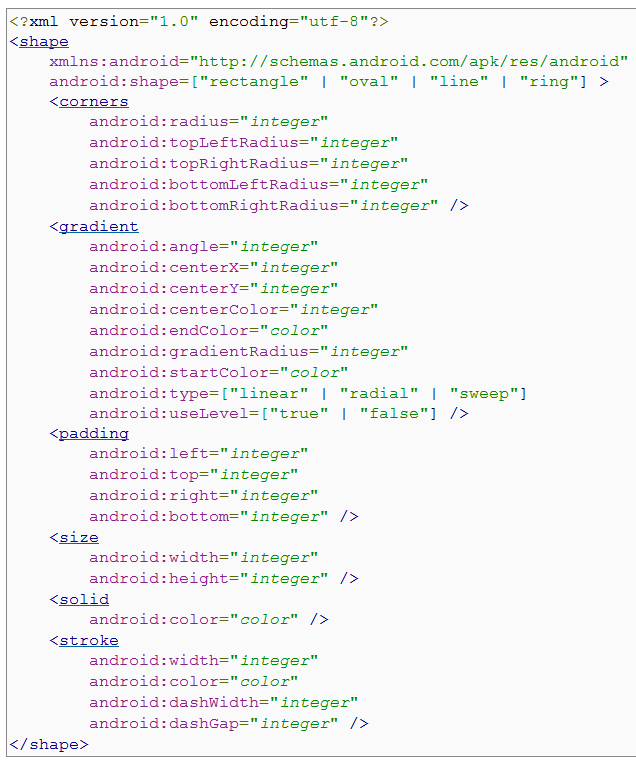 <?xml version="1.0" encoding="utf-8"?>
<shape
    xmlns:android="http://schemas.android.com/apk/res/android"
    android:shape=["rectangle" | "oval" | "line" | "ring"] >
    <corners
        android:radius="integer"
        android:topLeftRadius="integer"
        android:topRightRadius="integer"
        android:bottomLeftRadius="integer"
        android:bottomRightRadius="integer" />
    <gradient
        android:angle="integer"
        android:centerX="integer"
        android:centerY="integer"
        android:centerColor="integer"
        android:endColor="color"
        android:gradientRadius="integer"
        android:startColor="color"
        android:type=["linear" | "radial" | "sweep"]
        android:useLevel=["true" | "false"] />
    <padding
        android:left="integer"
        android:top="integer"
        android:right="integer"
        android:bottom="integer" />
    <size
        android:width="integer"
        android:height="integer" />
    <solid
        android:color="color" />
    <stroke
        android:width="integer"
        android:color="color"
        android:dashWidth="integer"
        android:dashGap="integer" />
</shape>